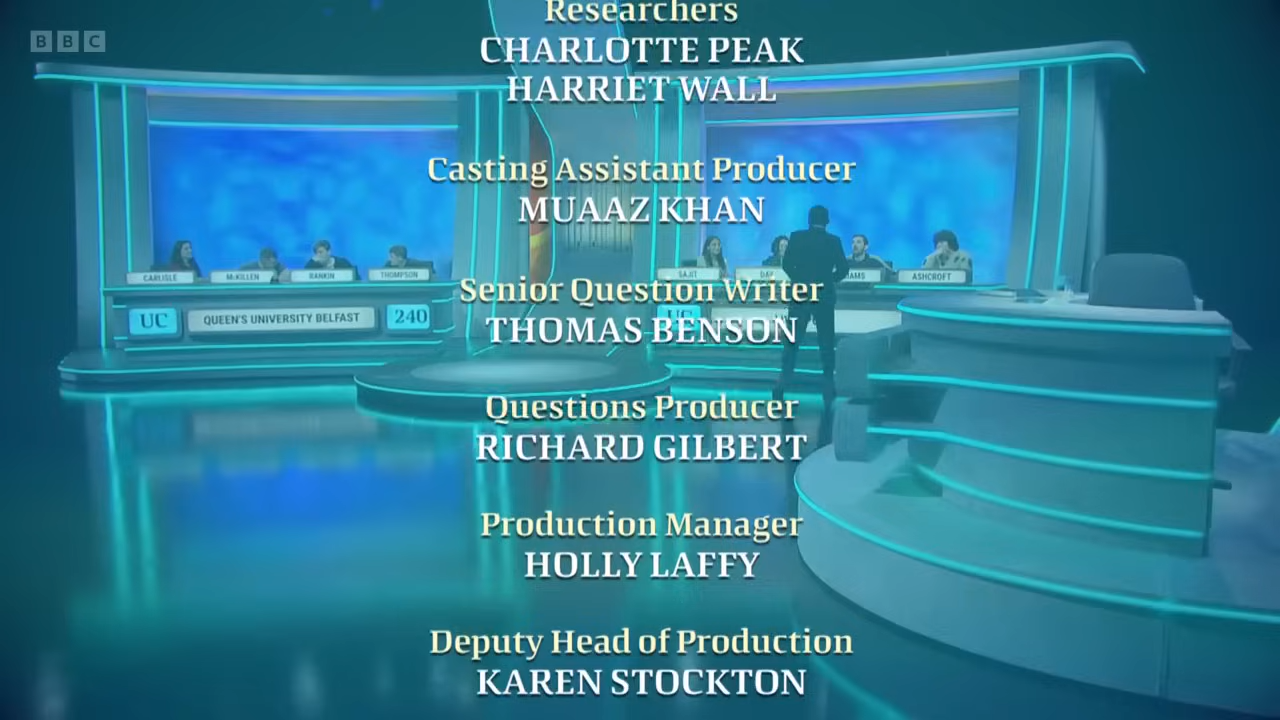 BBC
Researchers
CHARLOTTE PEAK
HARRIET WALL
Casting Assistant Producer
MUAAZ KHAN
Senior Question Writer
THOMAS BENSON
Questions Producer
RICHARD GILBERT
Production Manager
HOLLY LAFFY
Deputy Head of Production
KAREN STOCKTON
CARLISLE
McKILLEN
RANKIN
THOMPSON
UC
QUEEN'S UNIVERSITY BELFAST
240
SAJIT
ASHCROFT
UC